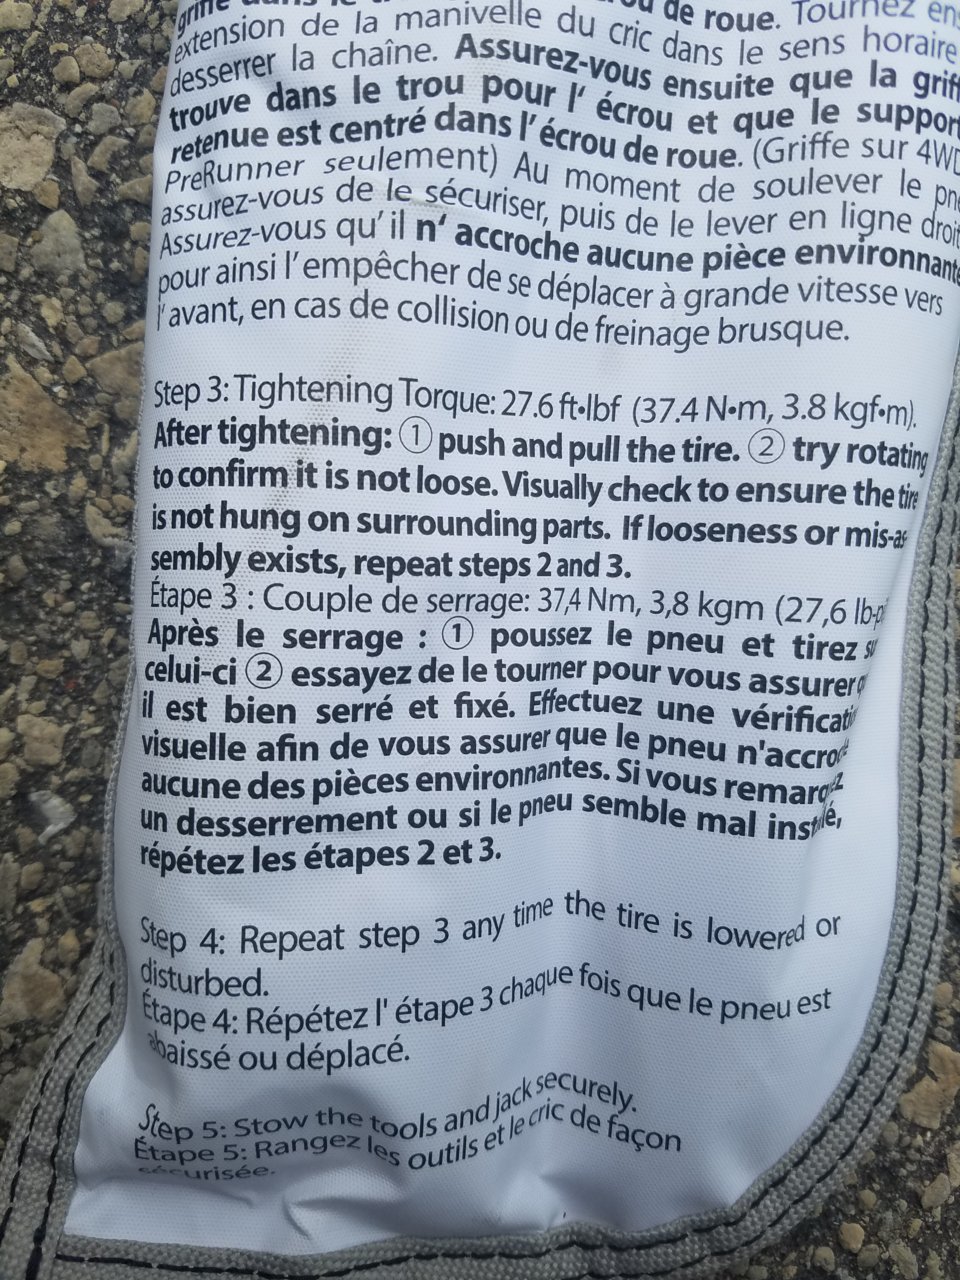 griffe dans le trou de roue. Tournez
extension de la manivelle du cric dans le sens horaire
desserrer la chaîne. Assurez-vous ensuite que la
trouve dans le trou pour l‘ écrou et que le support
retenue est centré dans l’écrou de roue. (Griffe sur 4WD
PreRunner seulement) Au moment de soulever le
assurez-vous de le sécuriser, puis de le lever en ligne droit
Assurez-vous qu’il n‘ accroche aucune pièce environnante
pour ainsi l’empêcher de se déplacer à grande vitesse vers
l’avant, en cas de collision ou de freinage brusque.
Step 3: Tightening Torque: 27.6 ft•lbf (37.4 N•m, 3.8 kgf•m).
After tightening: ① push and pull the tire. ② try rotating
to confirm it is not loose. Visually check to ensure the tire
is not hung on surrounding parts. If looseness or mis-as-
sembly exists, repeat steps 2 and 3.
Étape 3 : Couple de serrage: 37,4 Nm, 3,8 kgm (27,6
Après le serrage : ① poussez le pneu et tirez
celui-ci ② essayez de le tourner pour vous assurer
il est bien serré et fixé. Effectuez une
visuelle afin de vous assurer que le pneu
aucune des pièces environnantes. Si vous remarquez
un desserrement ou si le pneu semble mal installé,
répétez les étapes 2 et 3.
Step 4: Repeat step 3 any time the tire is lowered or
disturbed.
Étape 4: Répétez l' étape 3 chaque fois que le pneu est
abaissé ou déplacé.
Step 5: Stow the tools and jack securely.
Étape 5: Rangez les outils et le cric de façon
sécurisée.